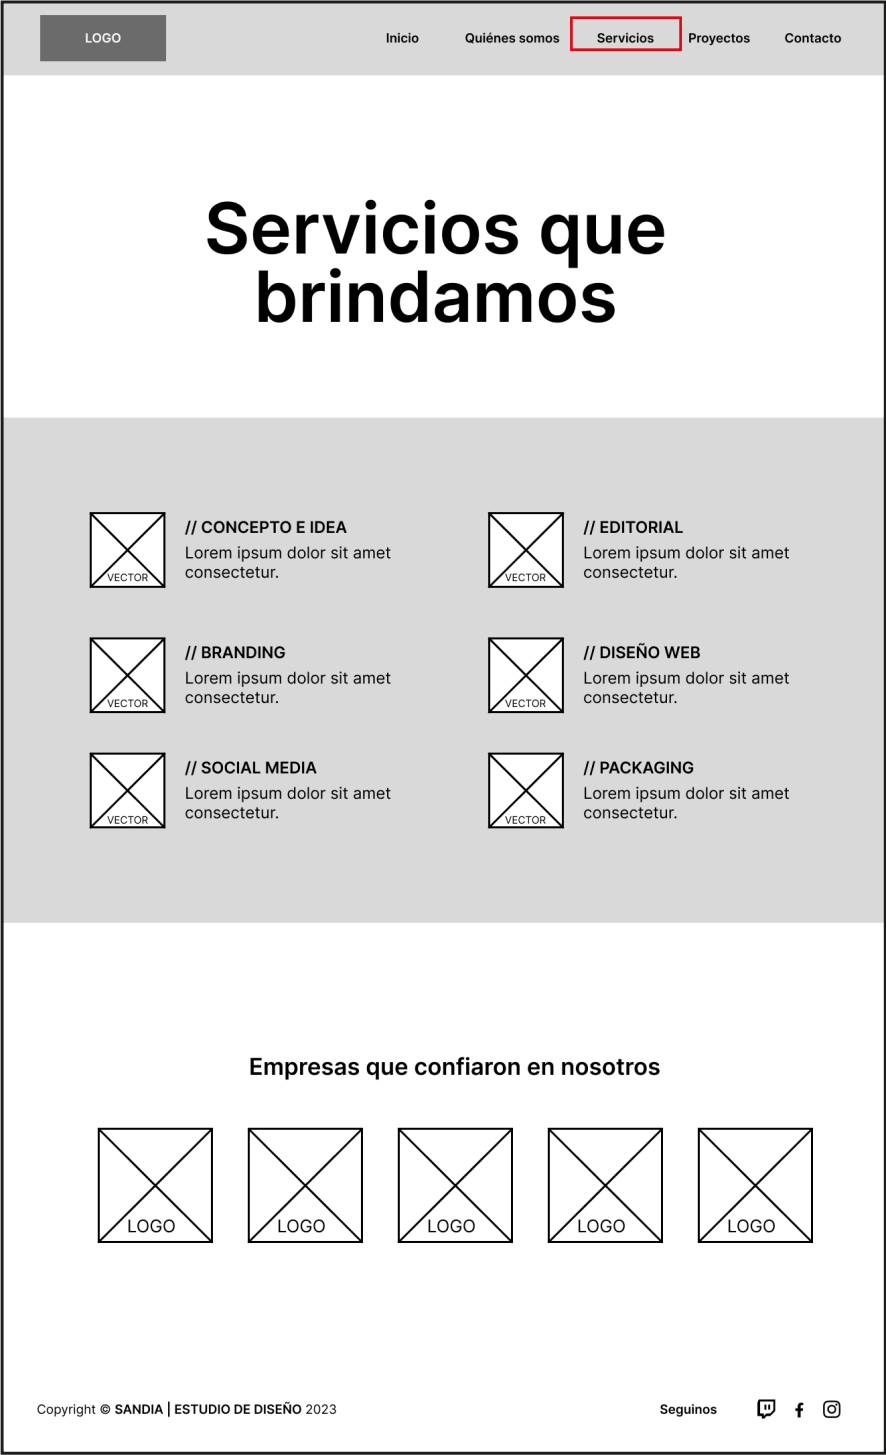 LOGO
Inicio Quiénes somos Servicios Proyectos Contacto
Servicios que
brindamos
VECTOR
// CONCEPTO E IDEA
Lorem ipsum dolor sit amet
consectetur.
VECTOR
// EDITORIAL
Lorem ipsum dolor sit amet
consectetur.
VECTOR
// BRANDING
Lorem ipsum dolor sit amet
consectetur.
VECTOR
// DISEÑO WEB
Lorem ipsum dolor sit amet
consectetur.
VECTOR
// SOCIAL MEDIA
Lorem ipsum dolor sit amet
consectetur.
VECTOR
// PACKAGING
Lorem ipsum dolor sit amet
consectetur.
Empresas que confiaron en nosotros
LOGO LOGO LOGO LOGO LOGO
Copyright © SANDIA | ESTUDIO DE DISEÑO 2023
Seguinos